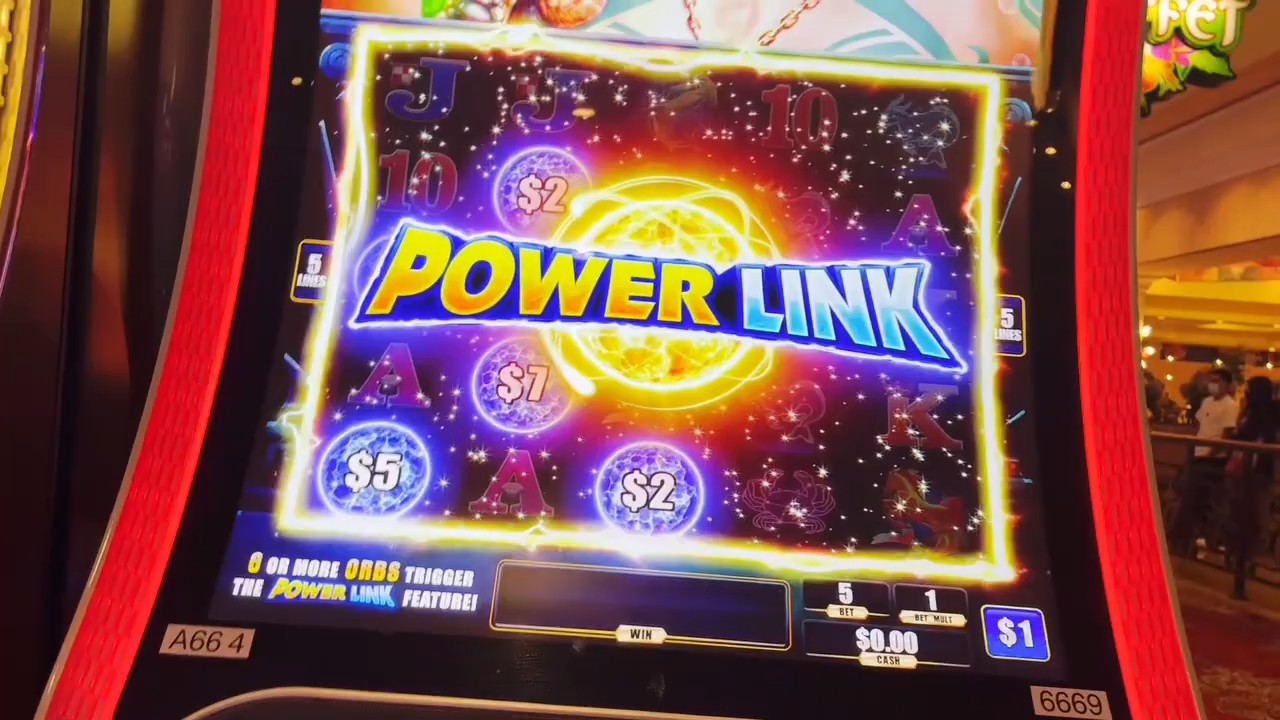 FET
J J 10
10 $2 A
5
LINES
POWER LINK
5
LINES
A $7 K
$5 A $2
6 OR MORE ORBS TRIGGER
THE POWER LINK FEATURE!
WIN
5
BET
1
BET MULT
$0.00
CASH
$1
A66 4
6669